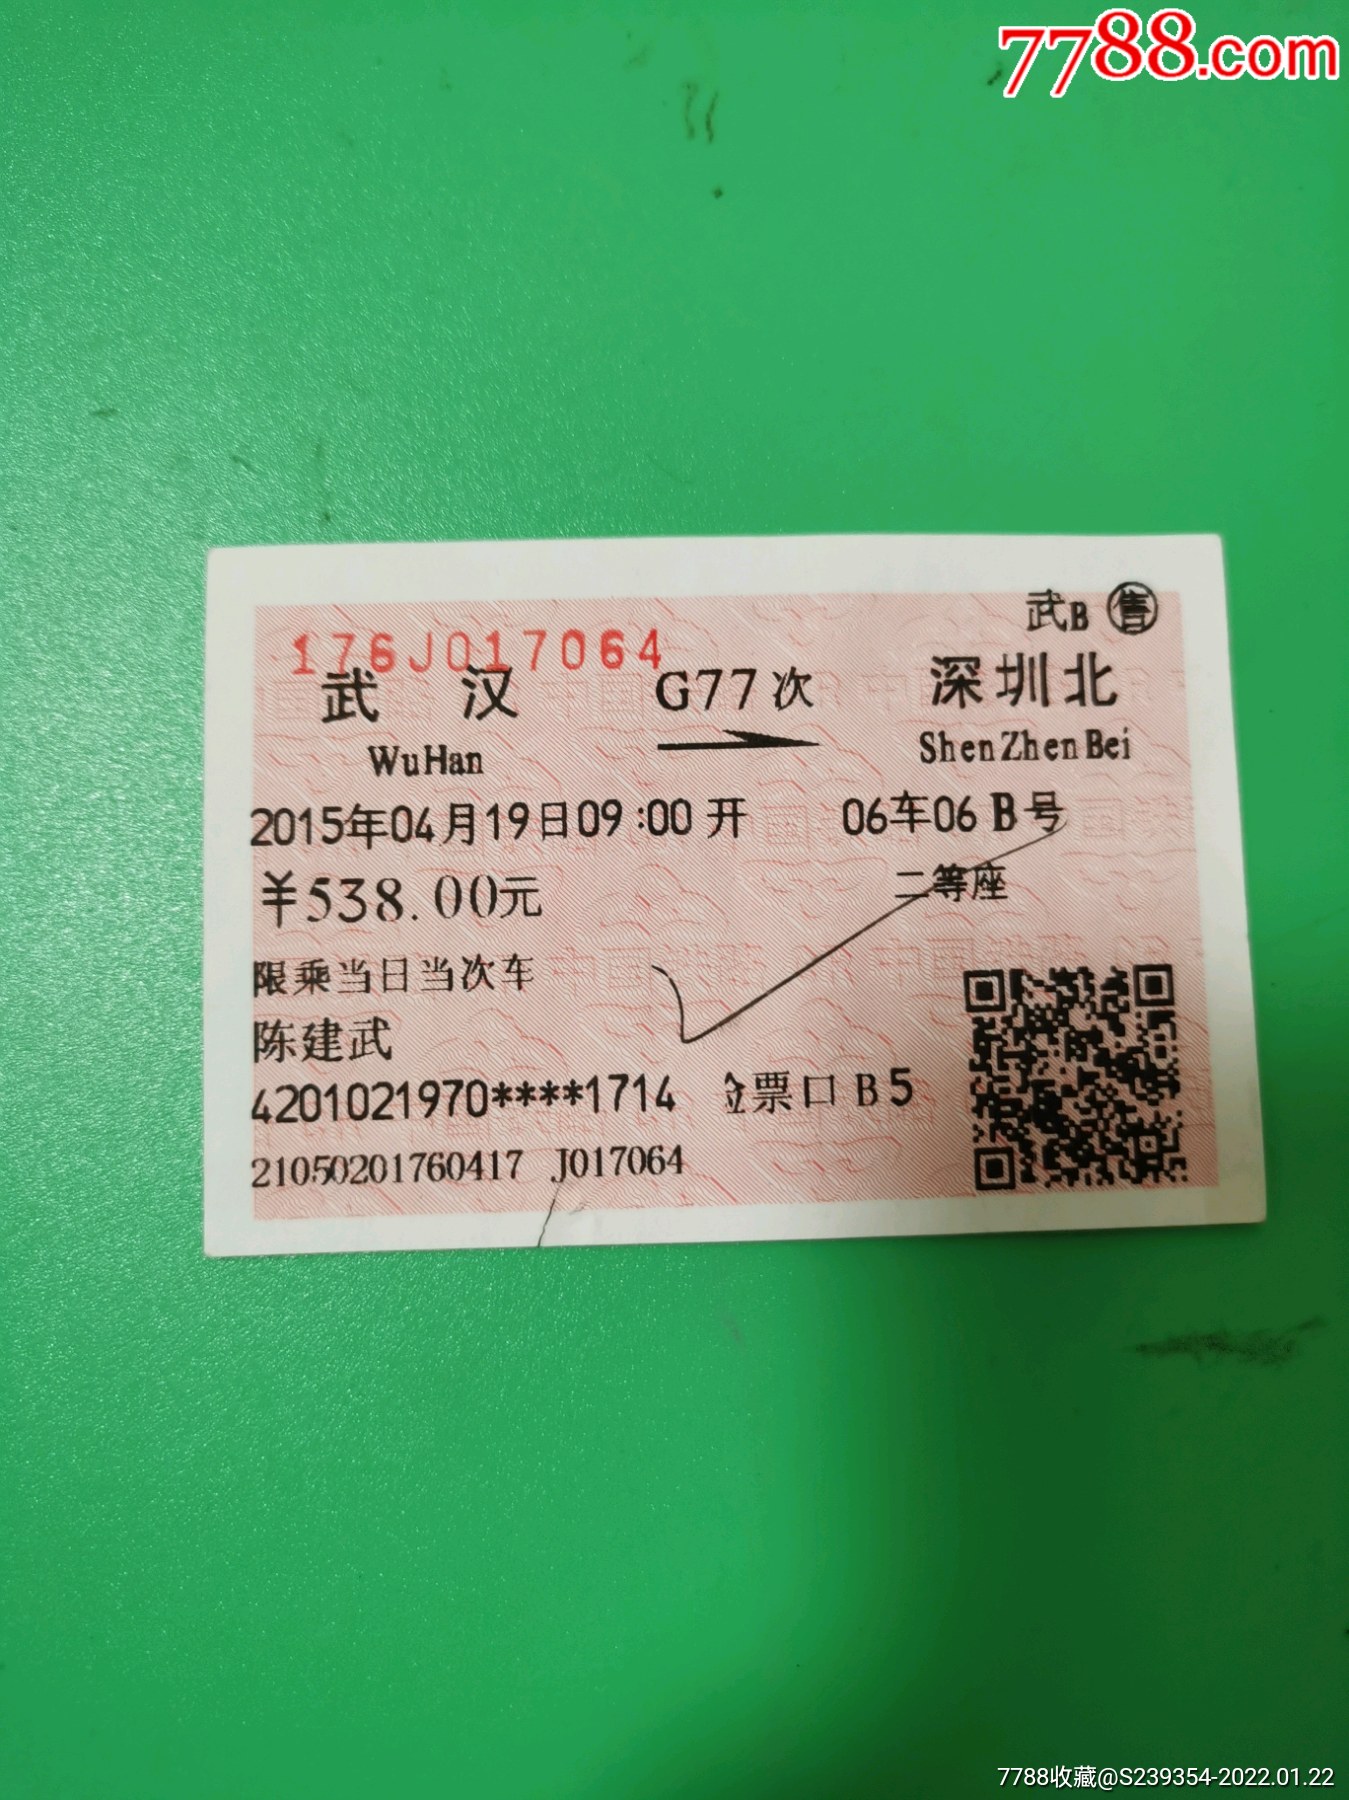 7788.com
武B 售
176J017064
武 汉 G77次 深圳北
WuHan ShenZhenBei
2015年04月19日09:00开 06车06B号
¥538.00元 二等座
限乘当日当次车
陈建武
4201021970****1714 检票口B5
21050201760417 J017064
7788收藏@S239354-2022.01.22